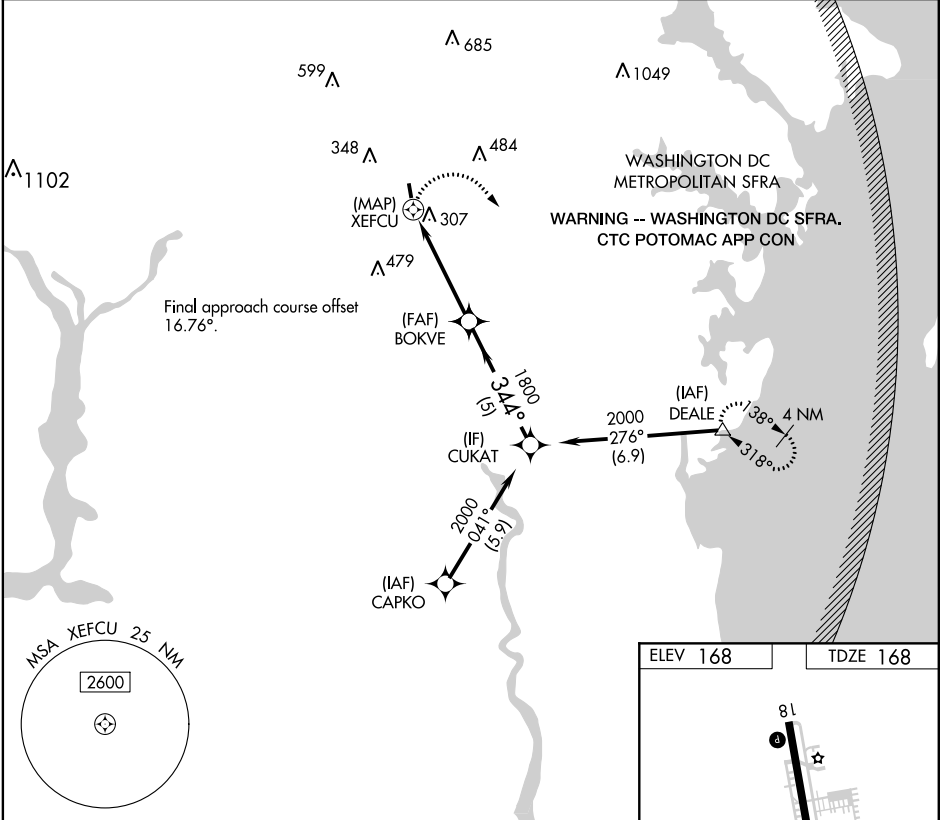 685
599
1049
348
484
1102
WASHINGTON DC
METROPOLITAN SFRA
(MAP)
XEFCU
307
WARNING -- WASHINGTON DC SFRA.
CTC POTOMAC APP CON
479
Final approach course offset
16.76°.
(FAF)
BOKVE
1800
344°
(5)
(IAF)
DEALE
138°
4 NM
318°
2000
276°
(6.9)
(IF)
CUKAT
2000
041°
(5.9)
(IAF)
CAPKO
MSA XEFCU 25 NM
2600
ELEV 168
TDZE 168
18
P